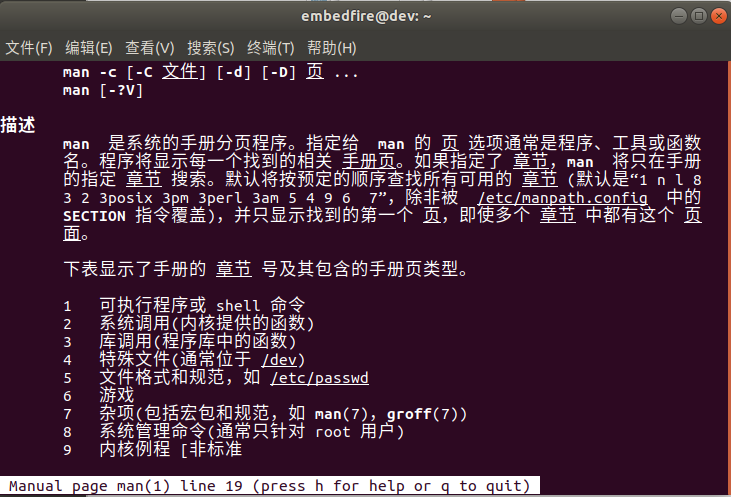 embedfire@dev: ~
文件(F) 编辑(E) 查看(V) 搜索(S) 终端(T) 帮助(H)
man -c [-C 文件] [-d] [-D] 页 ...
man [-?V]
描述
man 是系统的手册分页程序。指定给 man 的 页 选项通常是程序、工具或函数
名。程序将显示每一个找到的相关 手册页。如果指定了 章节，man 将只在手册
的指定 章节 搜索。默认将按预定的顺序查找所有可用的 章节 (默认是“1 n l 8
3 2 3posix 3pm 3perl 3am 5 4 9 6 7”，除非被 /etc/manpath.config 中的
SECTION 指令覆盖)，并只显示找到的第一个 页，即使多个 章节 中都有这个 页
面。
下表显示了手册的 章节 号及其包含的手册页类型。
1 可执行程序或 shell 命令
2 系统调用(内核提供的函数)
3 库调用(程序库中的函数)
4 特殊文件(通常位于 /dev)
5 文件格式和规范，如 /etc/passwd
6 游戏
7 杂项(包括宏包和规范，如 man(7)，groff(7))
8 系统管理命令(通常只针对 root 用户)
9 内核例程 [非标准
Manual page man(1) line 19 (press h for help or q to quit)